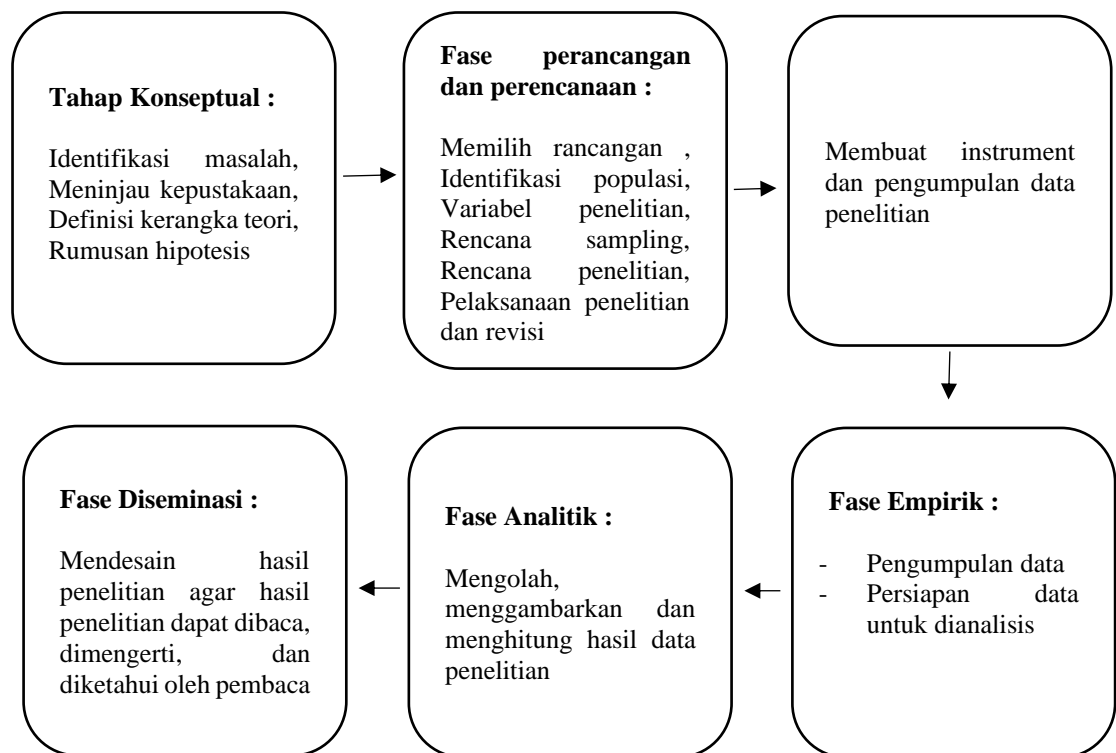 Tahap Konseptual :
Identifikasi masalah,
Meninjau kepustakaan,
Definisi kerangka teori,
Rumusan hipotesis
Fase perancangan
dan perencanaan :
Memilih rancangan ,
Identifikasi populasi,
Variabel penelitian,
Rencana sampling,
Rencana penelitian,
Pelaksanaan penelitian
dan revisi
Membuat instrument
dan pengumpulan data
penelitian
Fase Empirik :
- Pengumpulan data
- Persiapan data
untuk dianalisis
Fase Analitik :
Mengolah,
menggambarkan dan
menghitung hasil data
penelitian
Fase Diseminasi :
Mendesain hasil
penelitian agar hasil
penelitian dapat dibaca,
dimengerti, dan
diketahui oleh pembaca